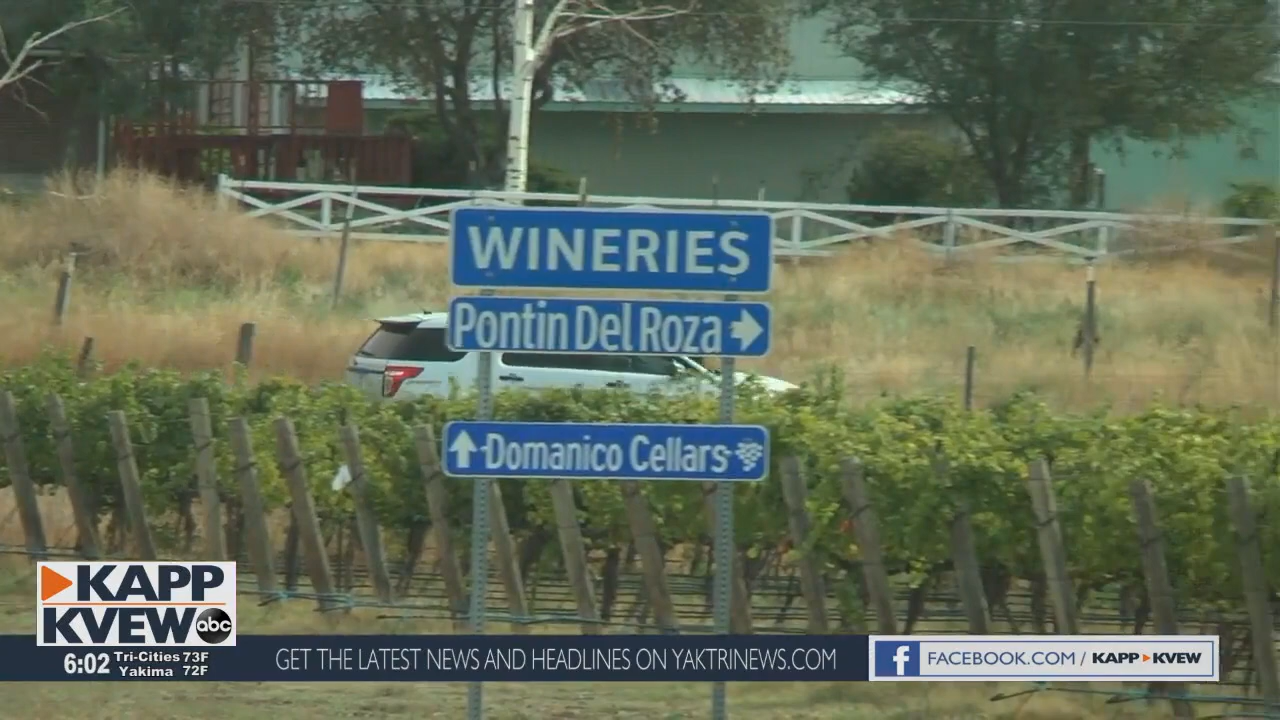 WINERIES
Pontin Del Roza
Domanico Cellars
KAPP
KVEW abc
6:02 Tri-Cities 73F
Yakima 72F
GET THE LATEST NEWS AND HEADLINES ON YAKTRINEWS.COM
f FACEBOOK.COM / KAPP KVEW